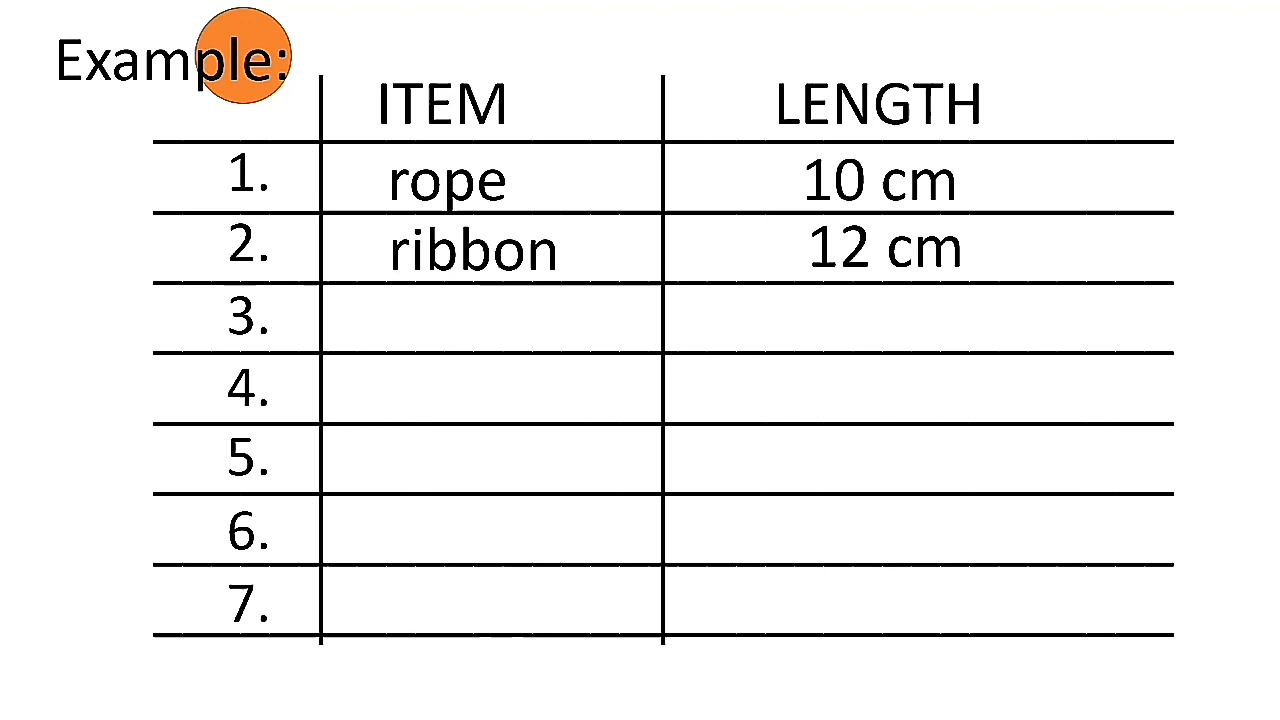 Example:
ITEM LENGTH
1. rope 10 cm
2. ribbon 12 cm
3.
4.
5.
6.
7.